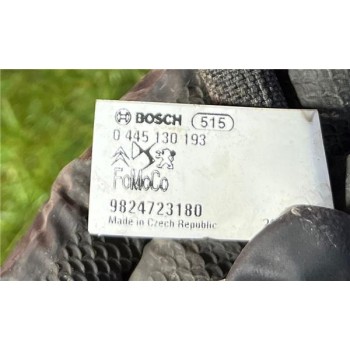 BOSCH 515
0 445 130 193
FoMoCo
9824723180
Made in Czech Republic